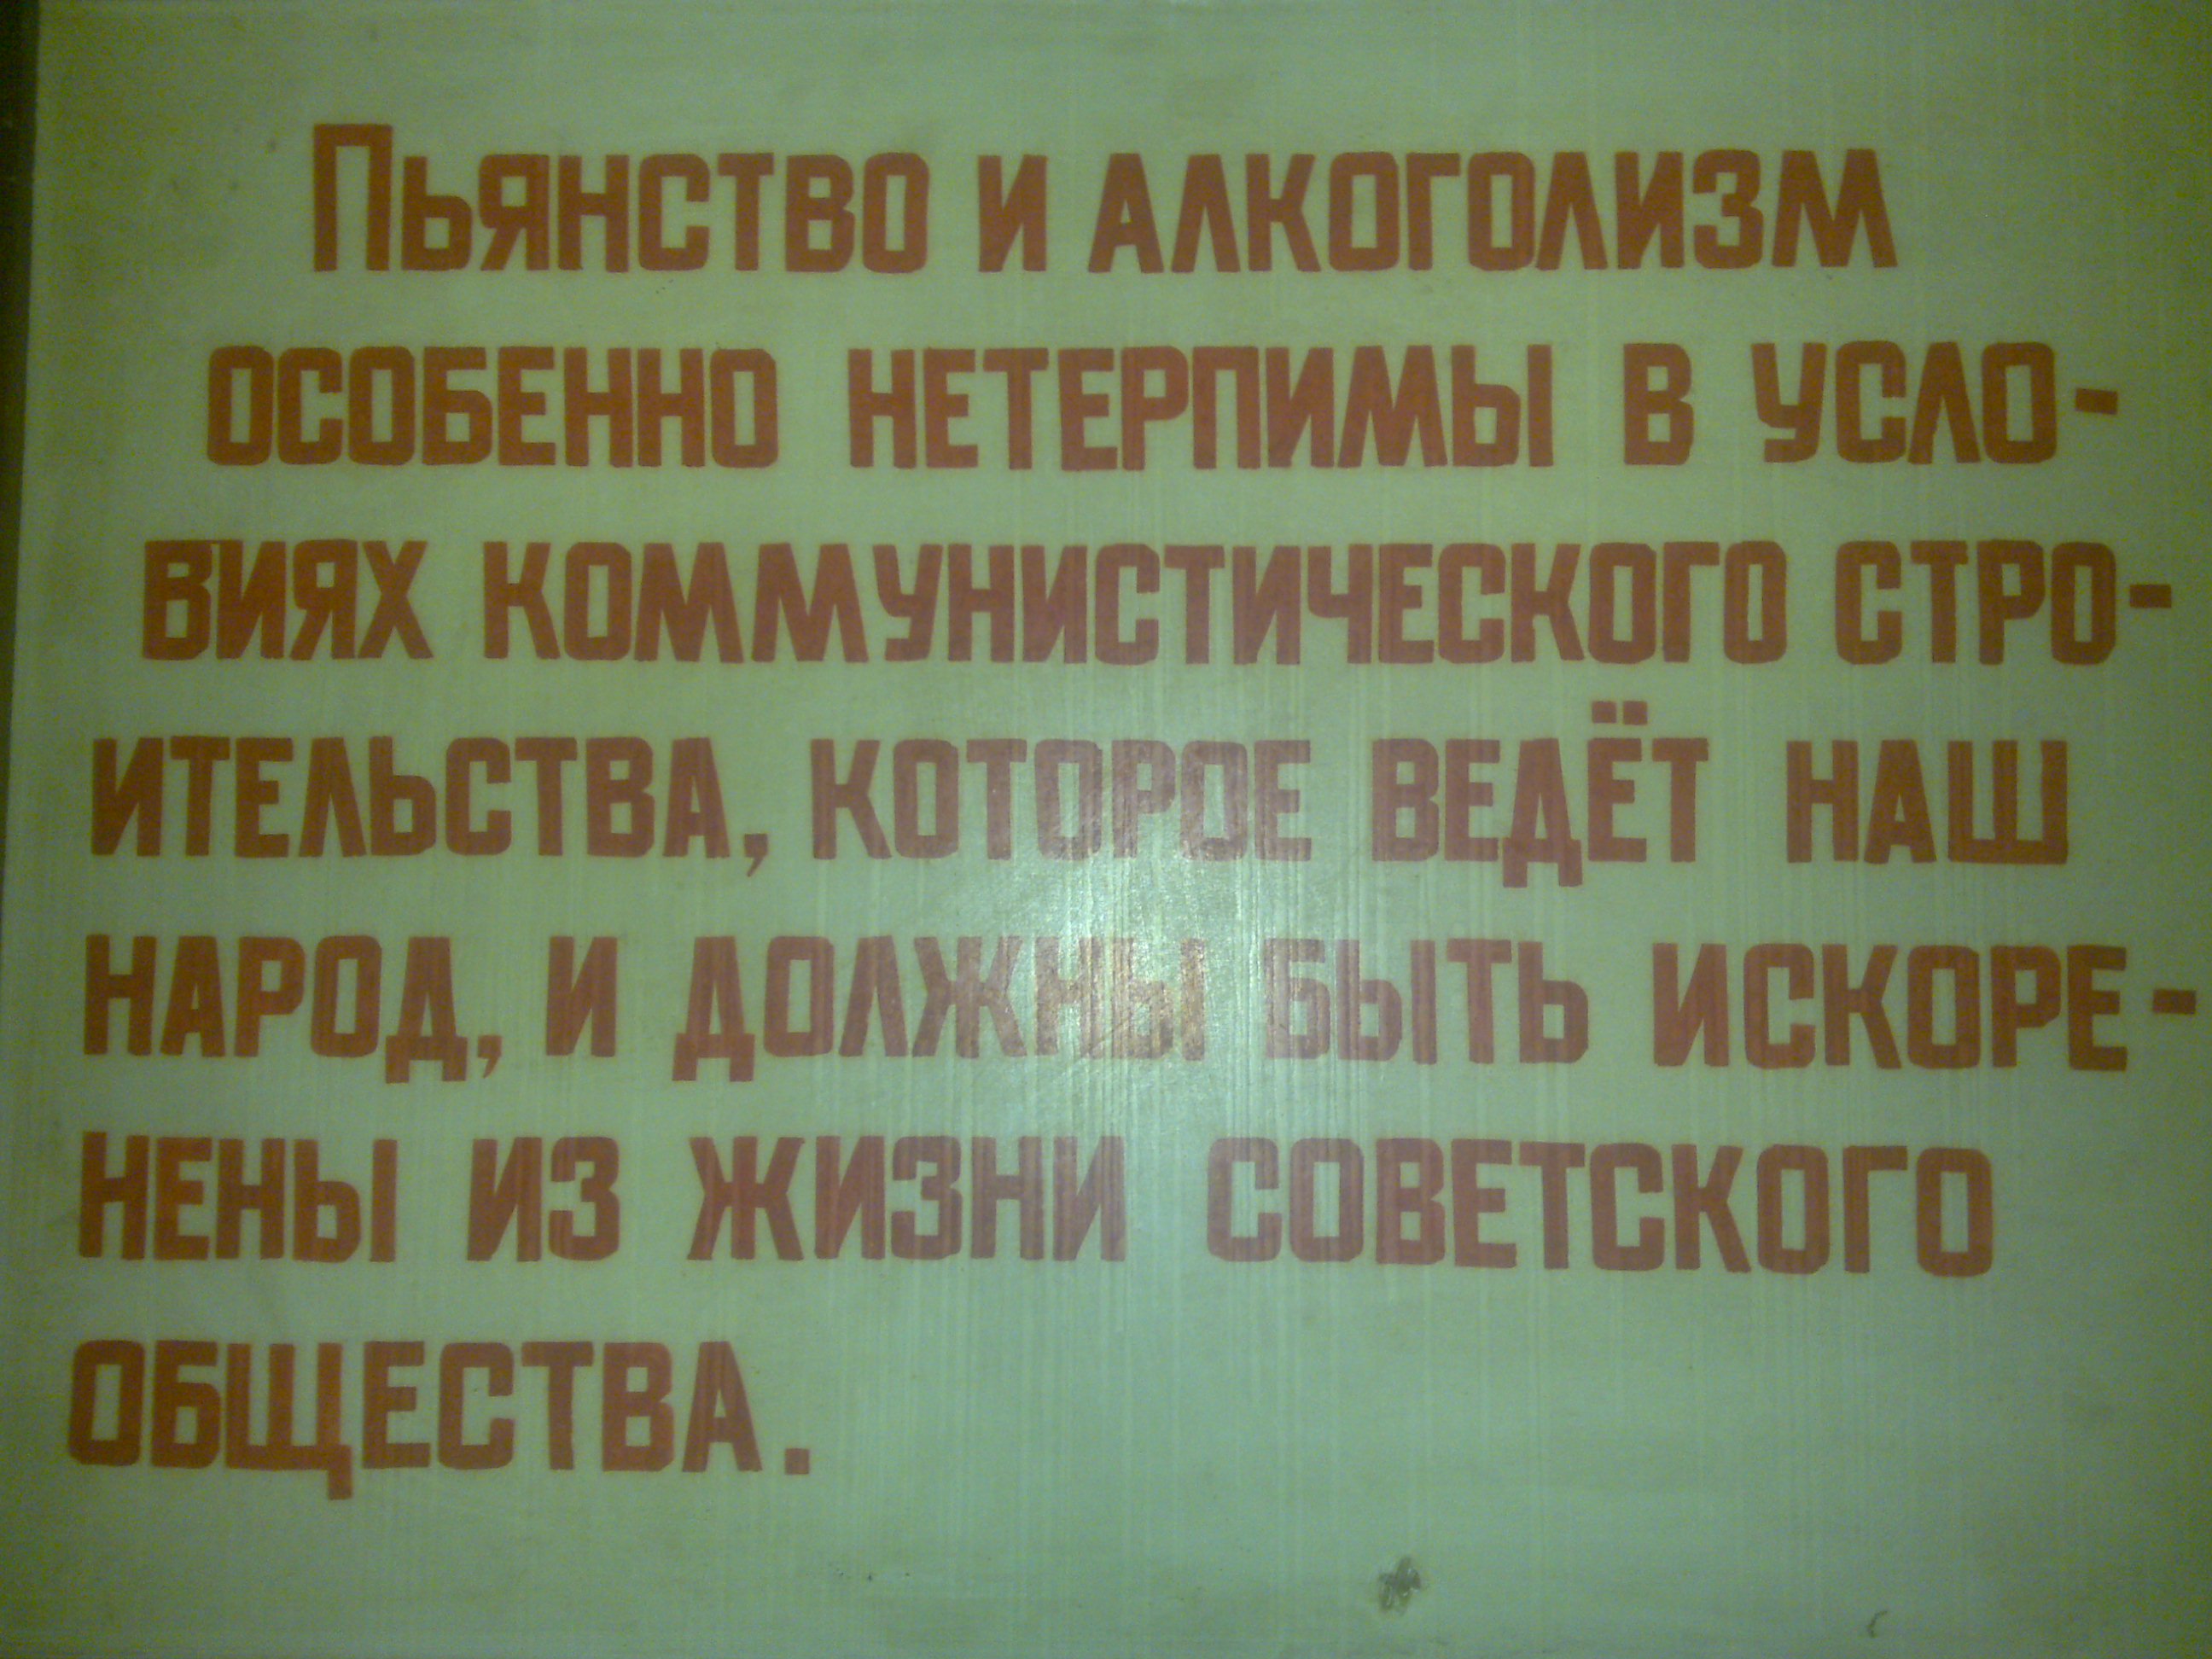 Пьянство и алкоголизм
особенно нетерпимы в усло-
виях коммунистического стро-
ительства, которое ведёт наш
народ, и должны быть искоре-
нены из жизни советского
общества.